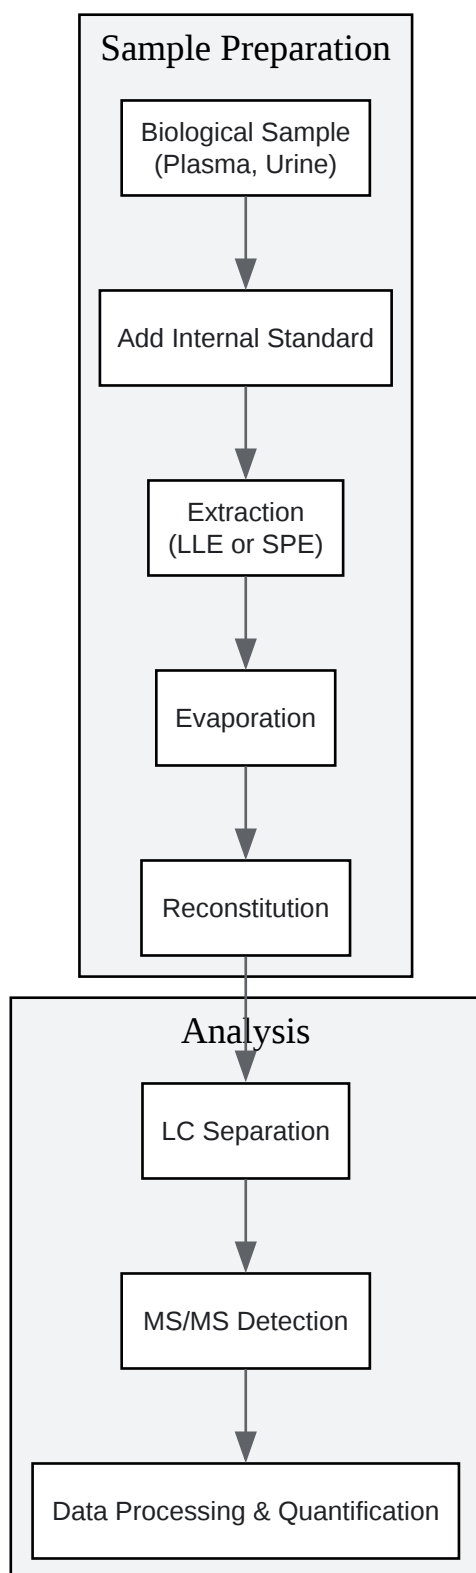 Sample Preparation
Biological Sample
(Plasma, Urine)
Add Internal Standard
Extraction
(LLE or SPE)
Evaporation
Reconstitution
Analysis
LC Separation
MS/MS Detection
Data Processing & Quantification